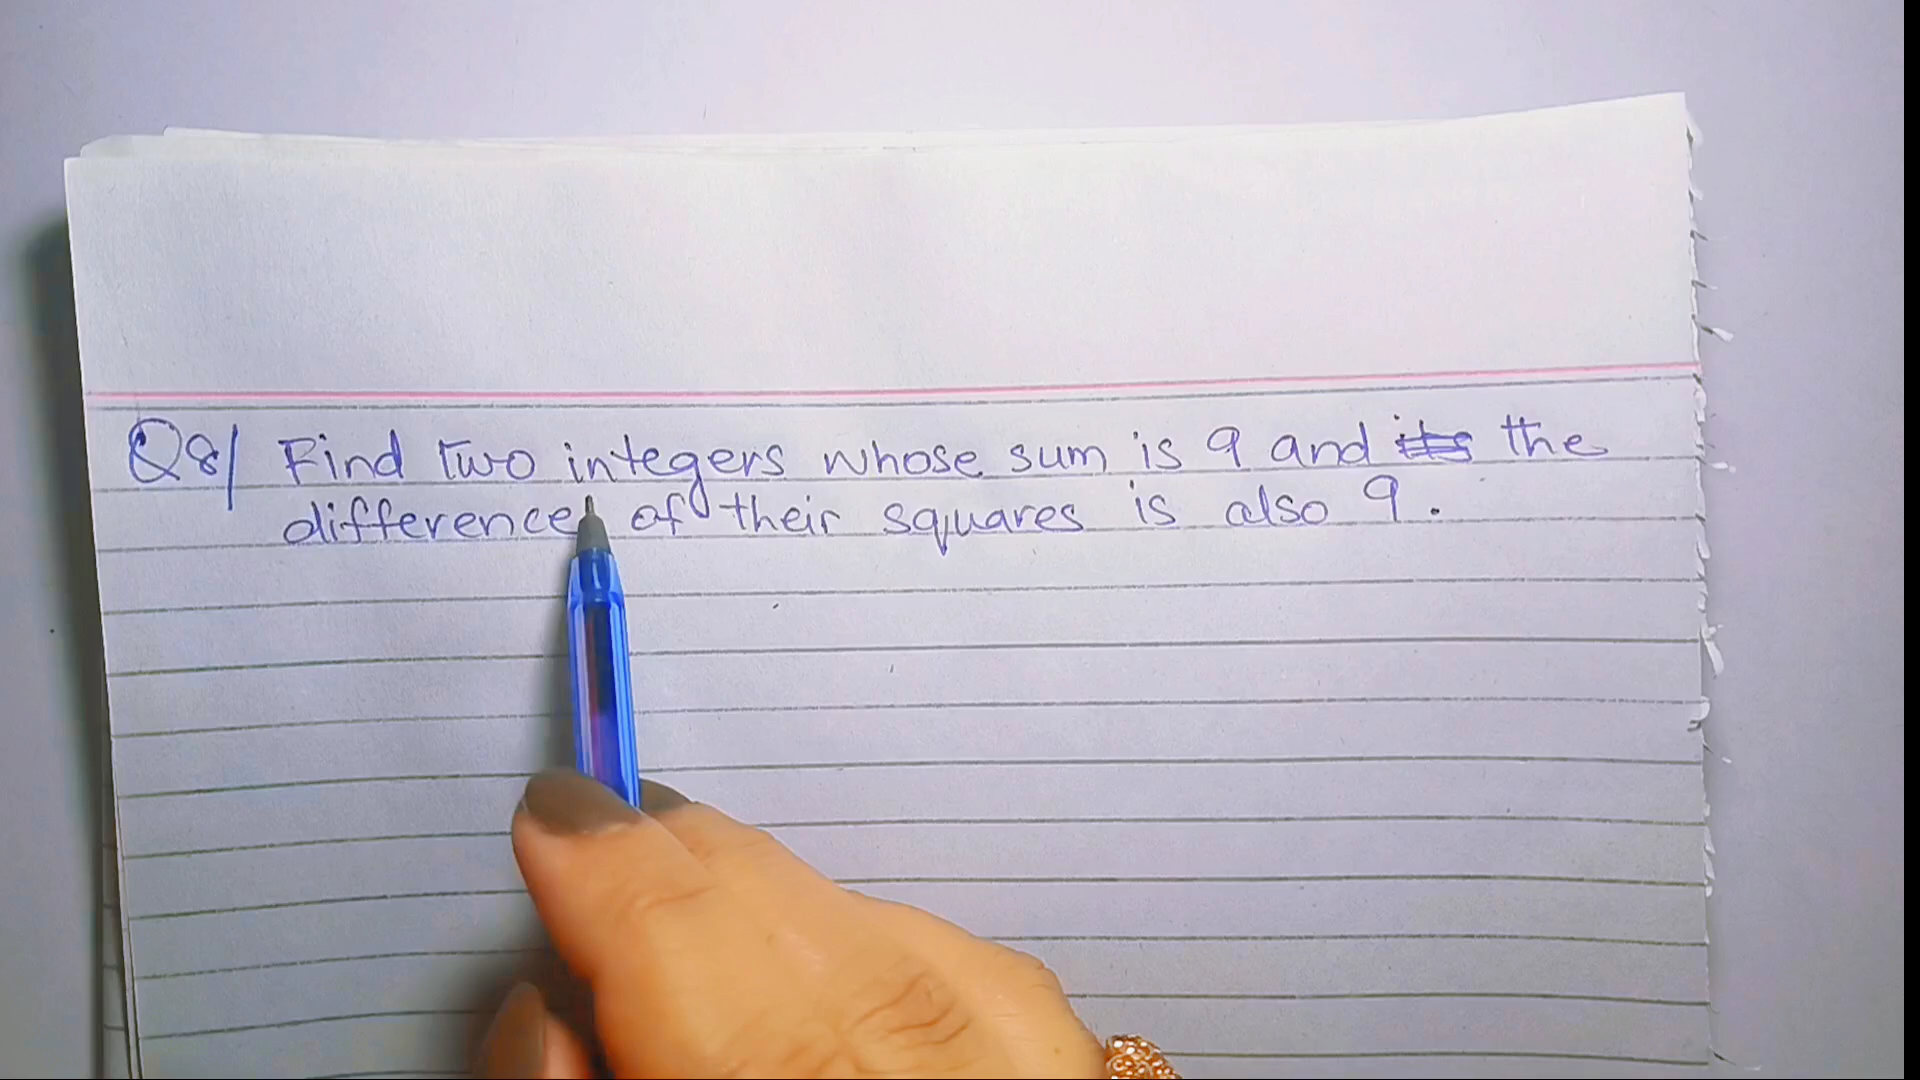 Q8/ Find two integers whose sum is 9 and the
difference of their squares is also 9.